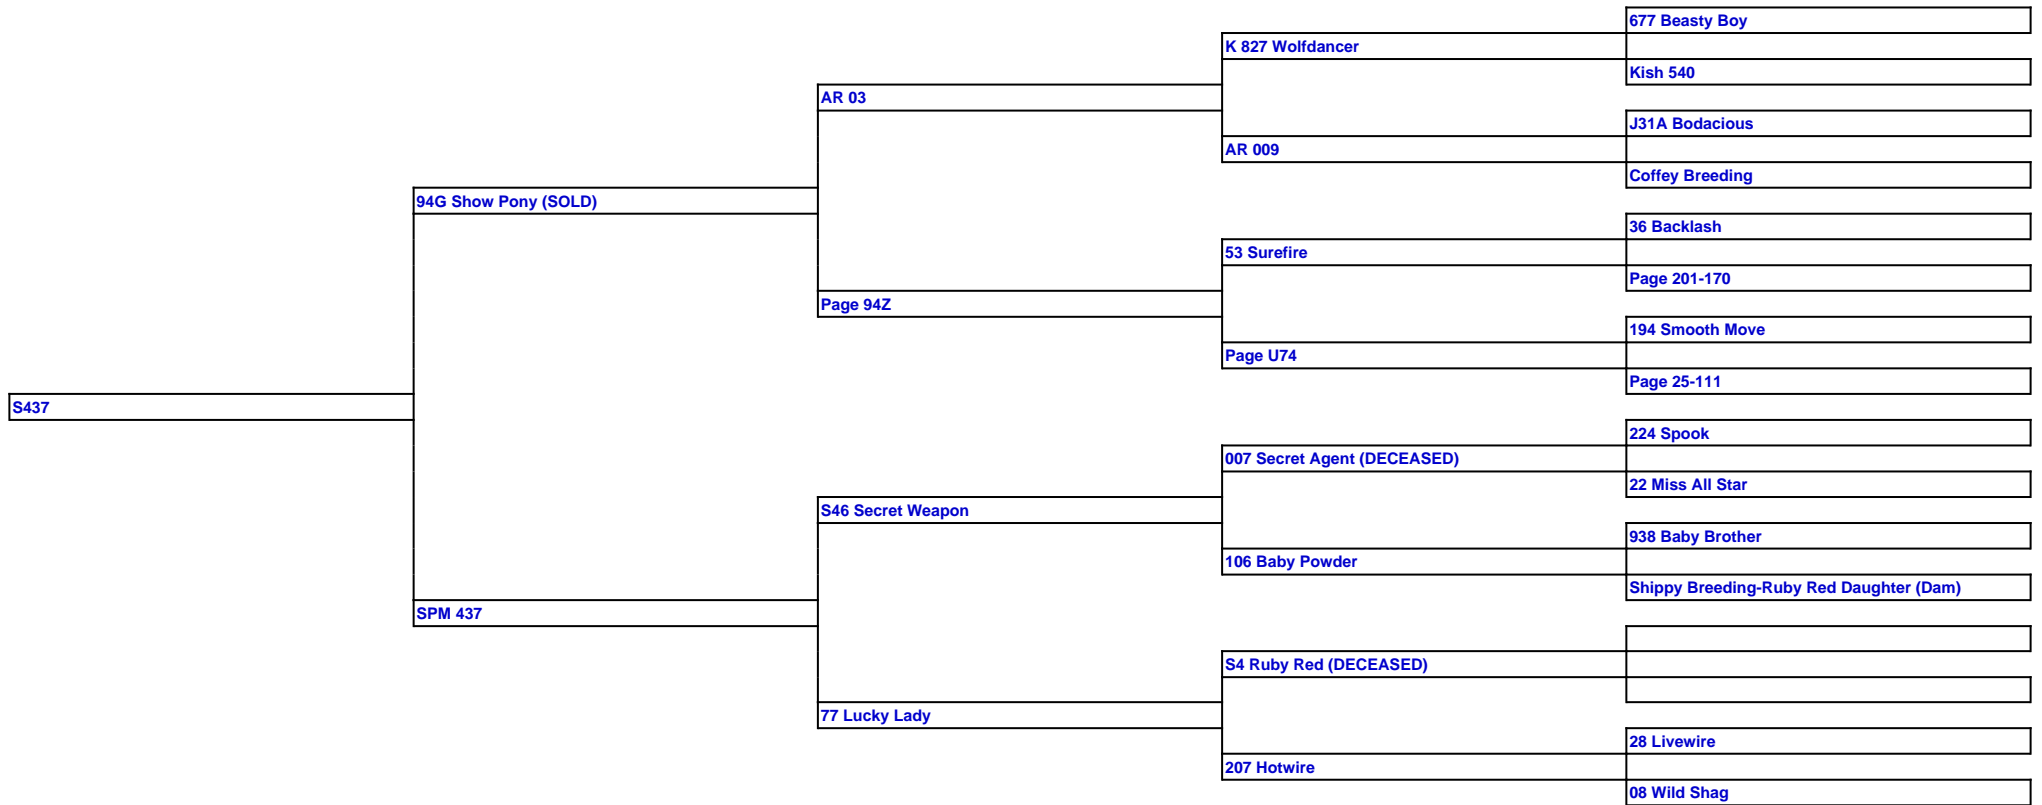 677 Beasty Boy
K 827 Wolfdancer
Kish 540
AR 03
J31A Bodacious
AR 009
Coffey Breeding
94G Show Pony (SOLD)
36 Backlash
53 Surefire
Page 201-170
Page 94Z
194 Smooth Move
Page U74
Page 25-111
S437
224 Spook
007 Secret Agent (DECEASED)
22 Miss All Star
S46 Secret Weapon
938 Baby Brother
106 Baby Powder
Shippy Breeding-Ruby Red Daughter (Dam)
SPM 437
S4 Ruby Red (DECEASED)
77 Lucky Lady
28 Livewire
207 Hotwire
08 Wild Shag